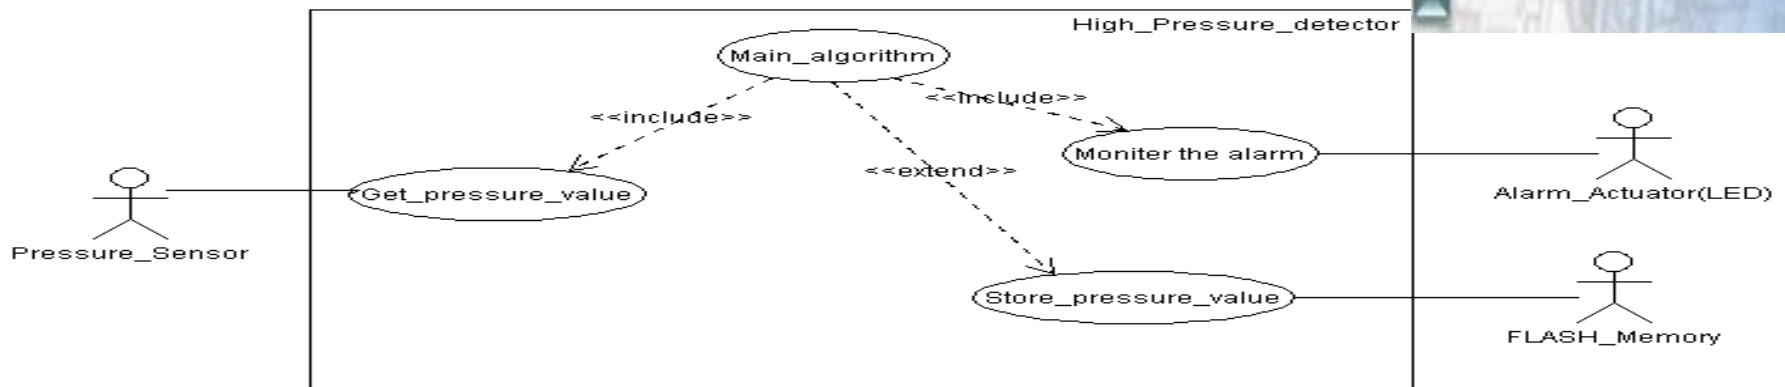 High_Pressure_detector
Main_algorithm
<<include>>
<<include>>
Moniter the alarm
<<extend>>
Get_pressure_value
Alarm_Actuator(LED)
Pressure_Sensor
Store_pressure_value
FLASH_Memory